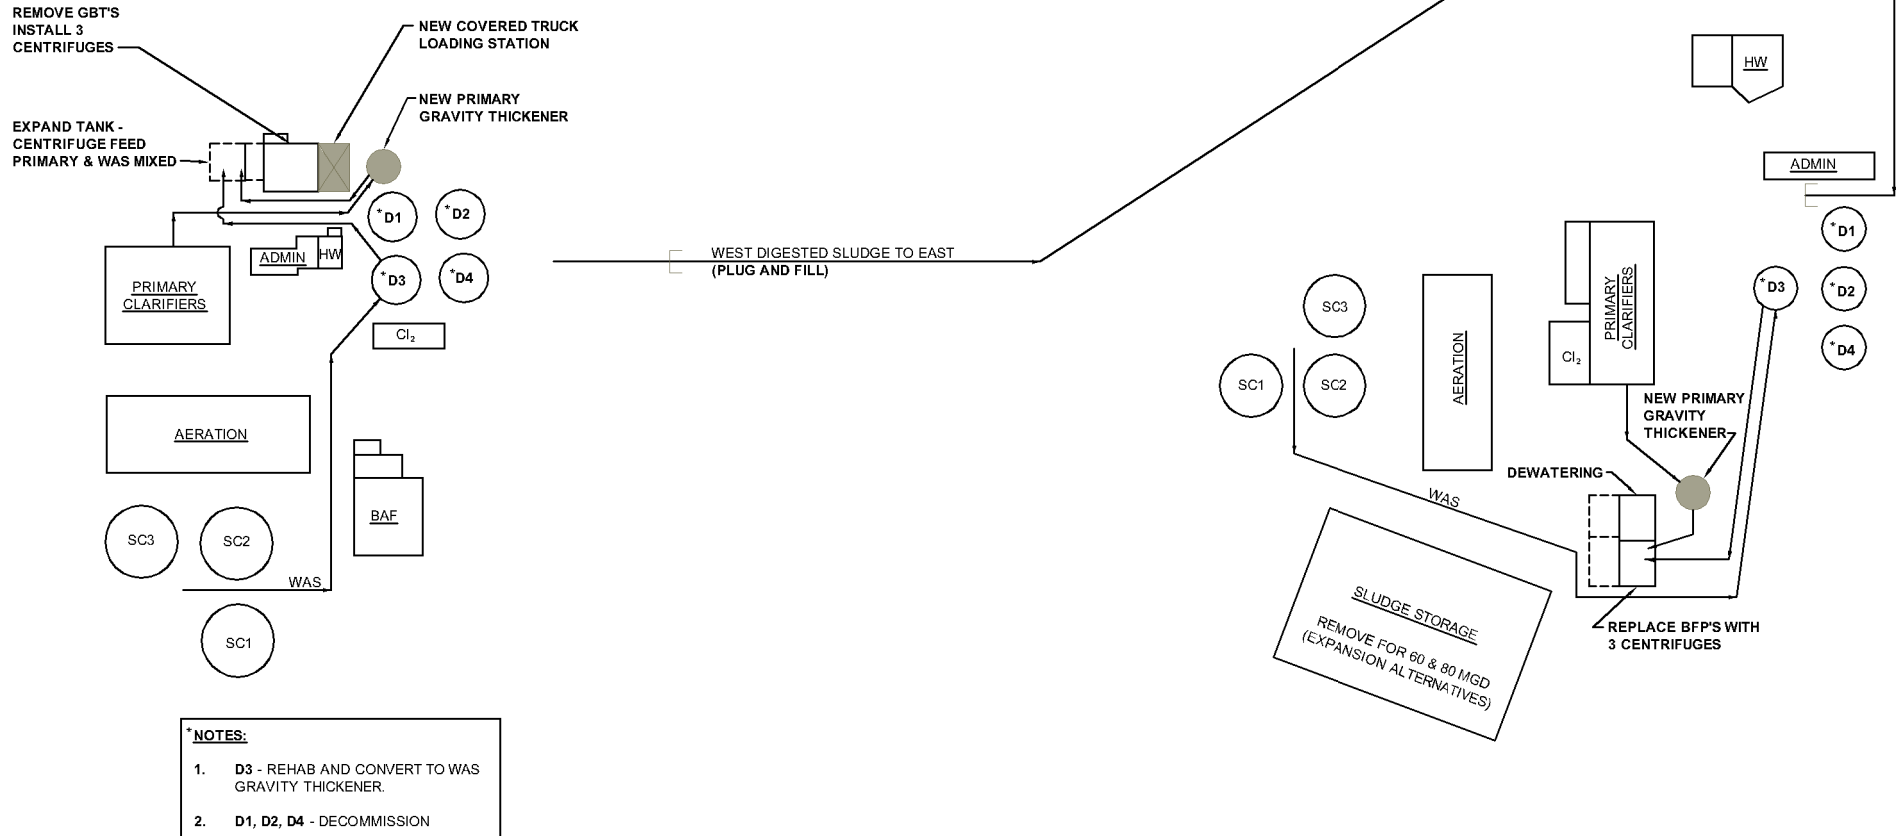 REMOVE GBT'S
INSTALL 3
CENTRIFUGES
NEW COVERED TRUCK
LOADING STATION
NEW PRIMARY
GRAVITY THICKENER
EXPAND TANK -
CENTRIFUGE FEED
PRIMARY & WAS MIXED
*D1
*D2
ADMIN
HW
*D3
*D4
PRIMARY
CLARIFIERS
Cl₂
AERATION
BAF
SC3
SC2
WAS
SC1
WEST DIGESTED SLUDGE TO EAST
(PLUG AND FILL)
HW
ADMIN
*D1
*D2
*D3
*D4
SC3
SC1
SC2
AERATION
PRIMARY
CLARIFIERS
Cl₂
NEW PRIMARY
GRAVITY
THICKENER
DEWATERING
WAS
SLUDGE STORAGE
REMOVE FOR 60 & 80 MGD
(EXPANSION ALTERNATIVES)
REPLACE BFP'S WITH
3 CENTRIFUGES
*NOTES:
1. D3 - REHAB AND CONVERT TO WAS
GRAVITY THICKENER.
2. D1, D2, D4 - DECOMMISSION